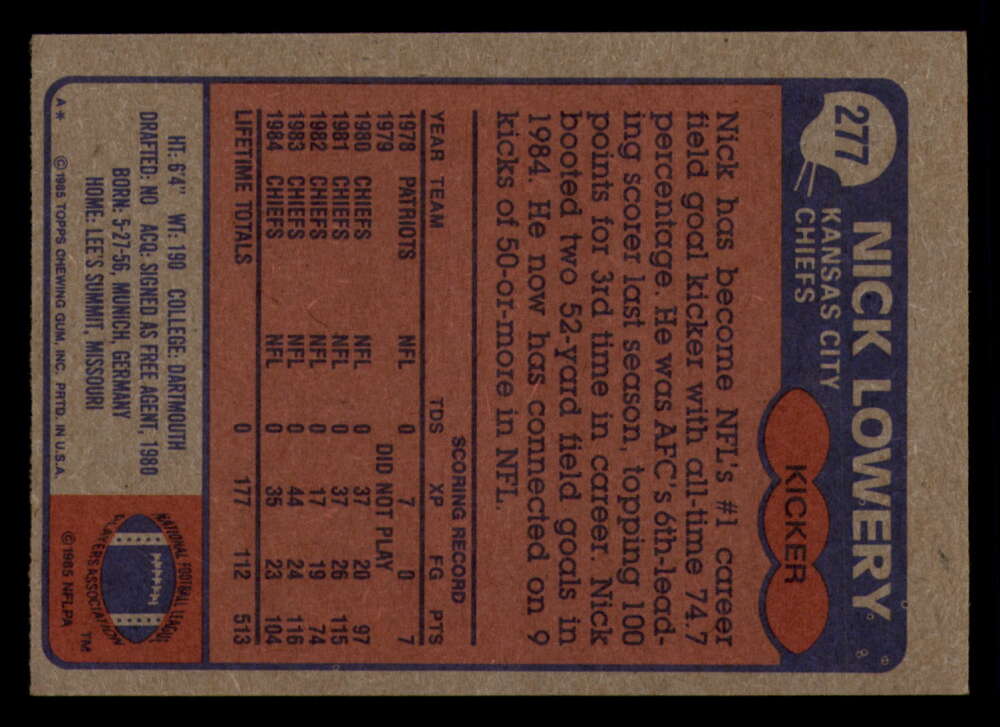 277
NICK LOWERY
KANSAS CITY
CHIEFS
KICKER
Nick has become NFL's #1 career
field goal kicker with all-time 74.7
percentage. He was AFC's 6th-lead-
ing scorer last season, topping 100
points for 3rd time in career. Nick
booted two 52-yard field goals in
1984. He now has connected on 9
kicks of 50-or-more in NFL.
SCORING RECORD
YEAR TEAM TDS XP FG PTS
1978 PATRIOTS NFL 0 7 0 7
1979 DID NOT PLAY
1980 CHIEFS NFL 0 37 20 97
1981 CHIEFS NFL 0 37 26 115
1982 CHIEFS NFL 0 17 19 74
1983 CHIEFS NFL 0 44 24 116
1984 CHIEFS NFL 0 35 23 104
LIFETIME TOTALS 0 177 112 513
HT: 6'4" WT: 190 COLLEGE: DARTMOUTH
DRAFTED: NO ACQ: SIGNED AS FREE AGENT, 1980
BORN: 5-27-56, MUNICH, GERMANY
HOME: LEE'S SUMMIT, MISSOURI
A* ©1985 TOPPS CHEWING GUM, INC. PRTD. IN U.S.A.
NATIONAL FOOTBALL LEAGUE
PLAYERS ASSOCIATION
TM
©1985 NFLPA